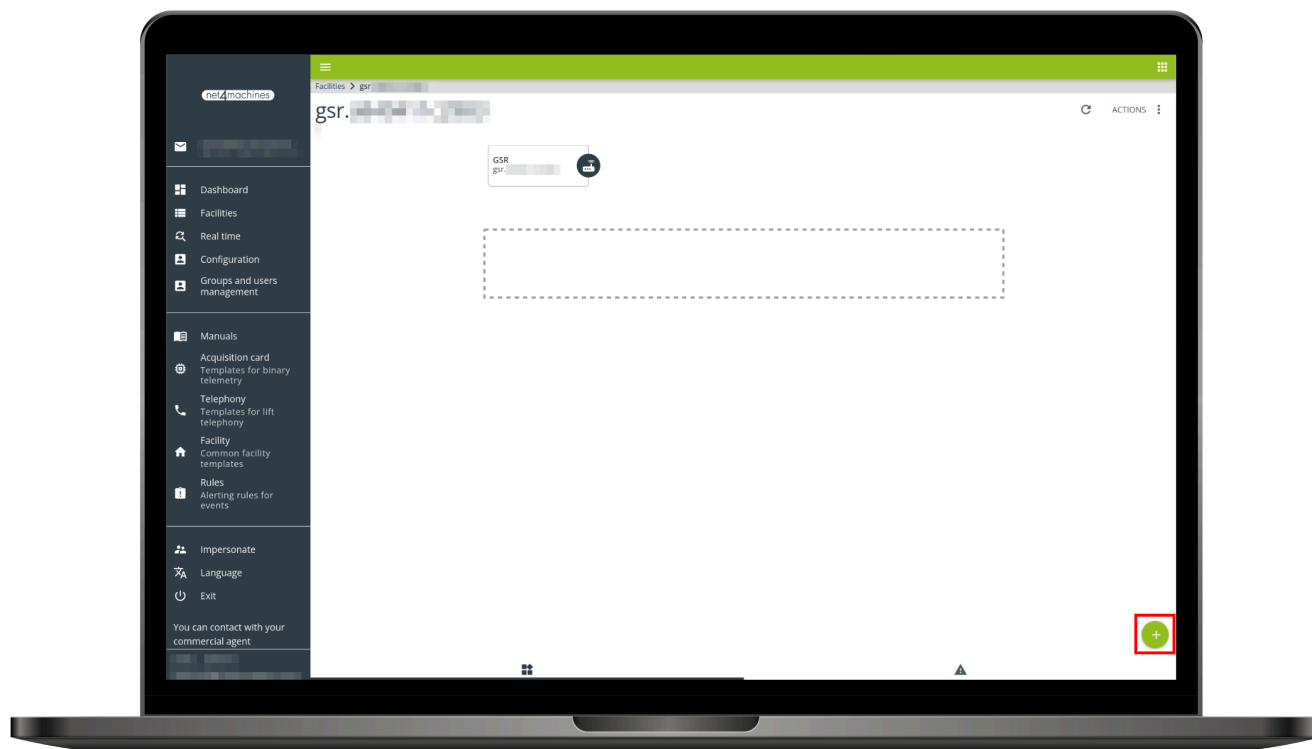 net4machines
Dashboard
Facilities
Real time
Configuration
Groups and users
management
Manuals
Acquisition card
Templates for binary
telemetry
Telephony
Templates for lift
telephony
Facility
Common facility
templates
Rules
Alerting rules for
events
Impersonate
Language
Exit
You can contact with your
commercial agent
Facilities > gsr
gsr.
ACTIONS
GSR
gsr.